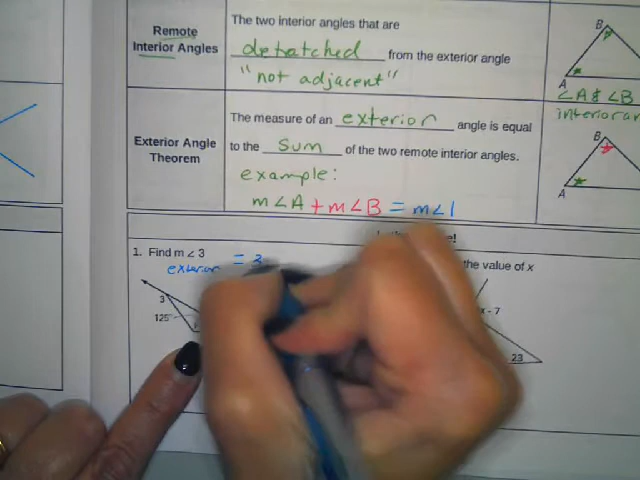 Remote
Interior Angles
The two interior angles that are
detatched from the exterior angle
"not adjacent"
B
A
∠A & ∠B
Exterior Angle
Theorem
The measure of an exterior angle is equal
to the sum of the two remote interior angles.
example:
m∠A + m∠B = m∠1
B
A
1. Find m ∠ 3
exterior =
the value of x
3
125°
x - 7
23